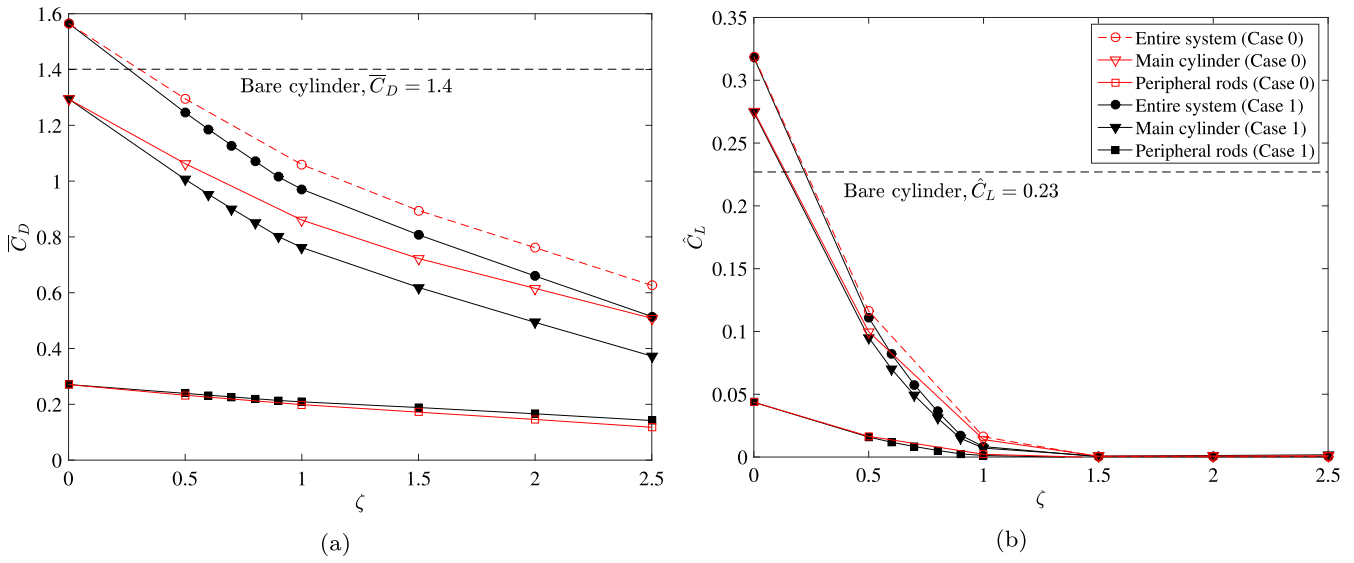 1.6
1.4
1.2
1
0.8
0.6
0.4
0.2
0
C̅_D
Bare cylinder, C̅_D = 1.4
0 0.5 1 1.5 2 2.5
ζ
(a)
0.35
0.3
0.25
0.2
0.15
0.1
0.05
0
Ĉ_L
Entire system (Case 0)
Main cylinder (Case 0)
Peripheral rods (Case 0)
Entire system (Case 1)
Main cylinder (Case 1)
Peripheral rods (Case 1)
Bare cylinder, Ĉ_L = 0.23
0 0.5 1 1.5 2 2.5
ζ
(b)